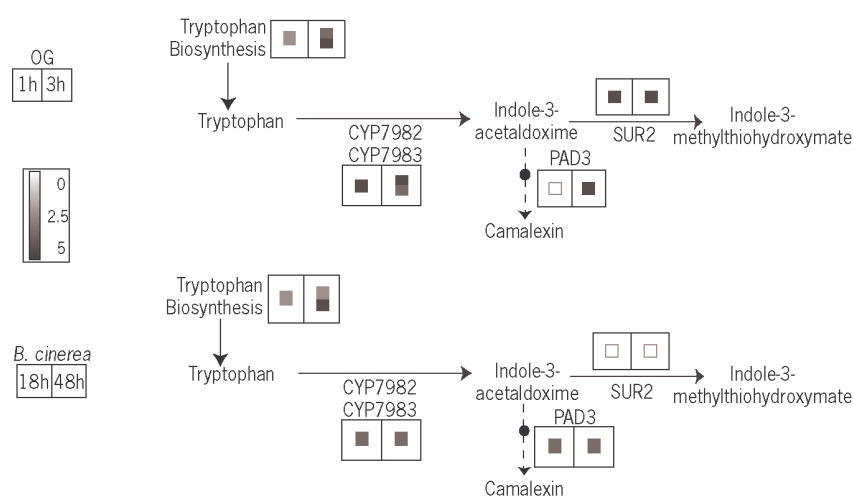 Tryptophan
Biosynthesis
OG
1h 3h
Tryptophan
CYP7982
CYP7983
Indole-3-
acetaldoxime
SUR2
Indole-3-
methylthiohydroxymate
PAD3
Camalexin
0
2.5
5
Tryptophan
Biosynthesis
B. cinerea
18h 48h
Tryptophan
CYP7982
CYP7983
Indole-3-
acetaldoxime
SUR2
Indole-3-
methylthiohydroxymate
PAD3
Camalexin